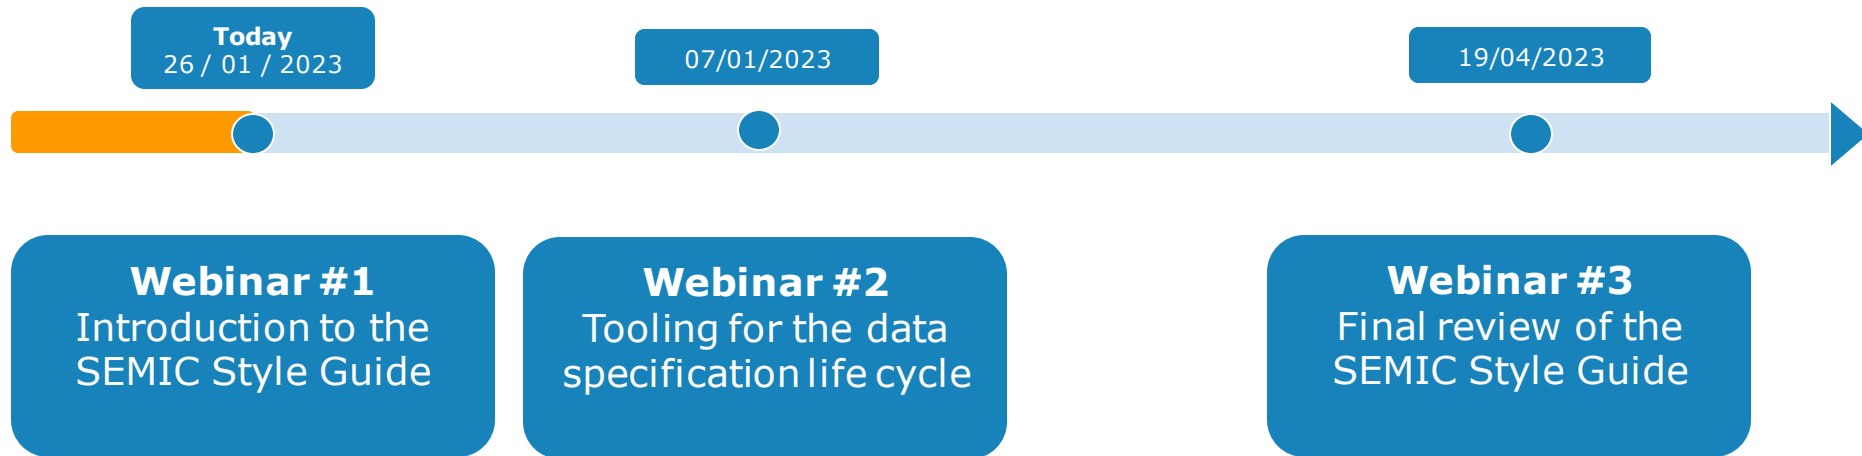 Today
26 / 01 / 2023
07/01/2023
19/04/2023
Webinar #1
Introduction to the
SEMIC Style Guide
Webinar #2
Tooling for the data
specification life cycle
Webinar #3
Final review of the
SEMIC Style Guide